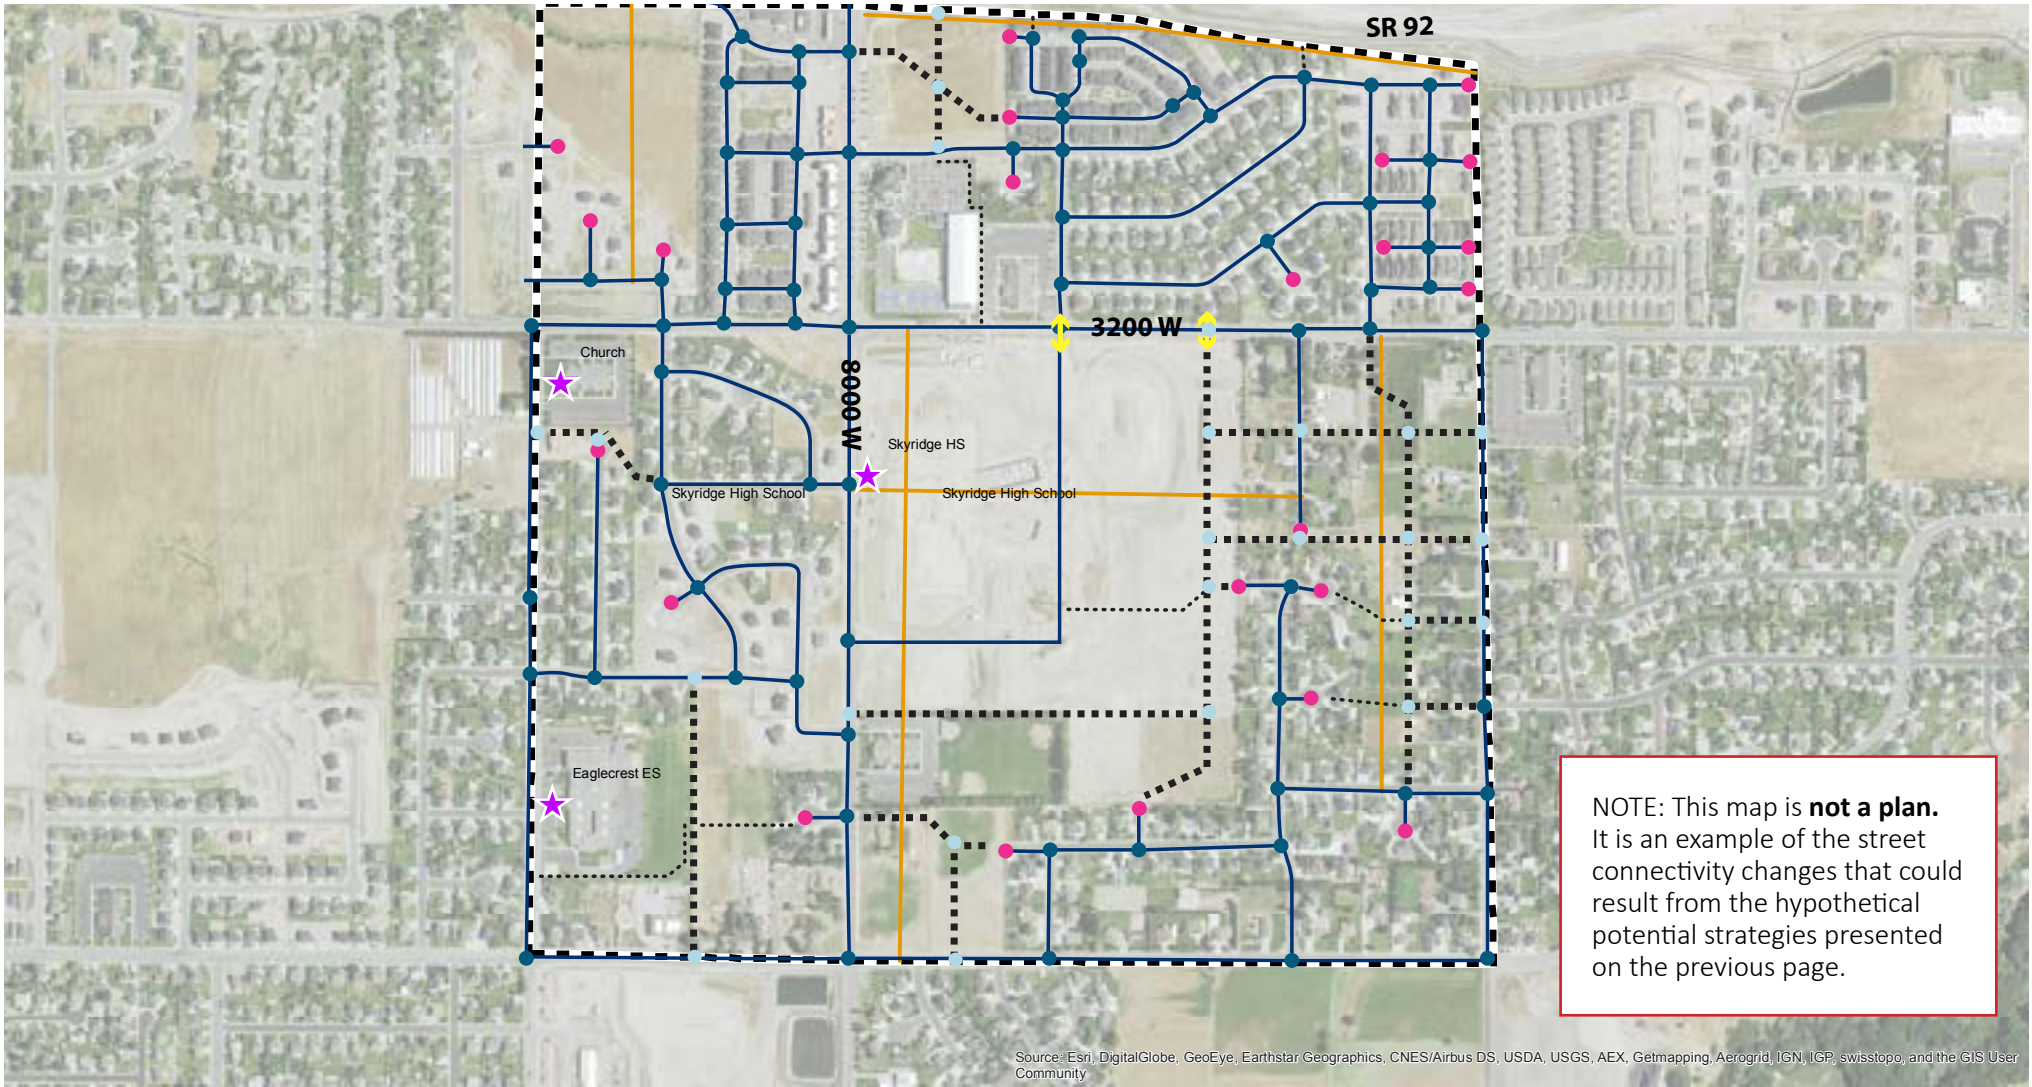 SR 92
3200 W
Church
8000 W
Skyridge HS
Skyridge High School
Skyridge High School
Eaglecrest ES
NOTE: This map is not a plan.
It is an example of the street
connectivity changes that could
result from the hypothetical
potential strategies presented
on the previous page.
Source: Esri, DigitalGlobe, GeoEye, Earthstar Geographics, CNES/Airbus DS, USDA, USGS, AEX, Getmapping, Aerogrid, IGN, IGP, swisstopo, and the GIS User
Community